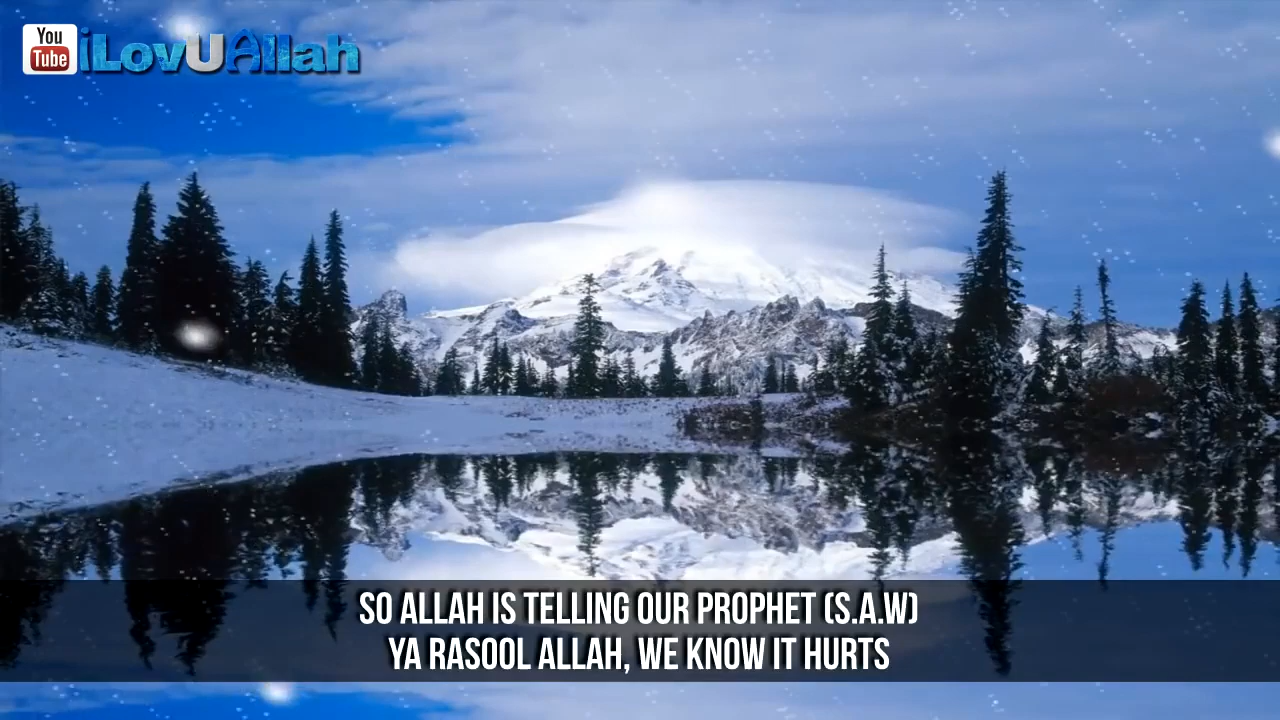 You
Tube
iLovUAllah
SO ALLAH IS TELLING OUR PROPHET (S.A.W)
YA RASOOL ALLAH, WE KNOW IT HURTS